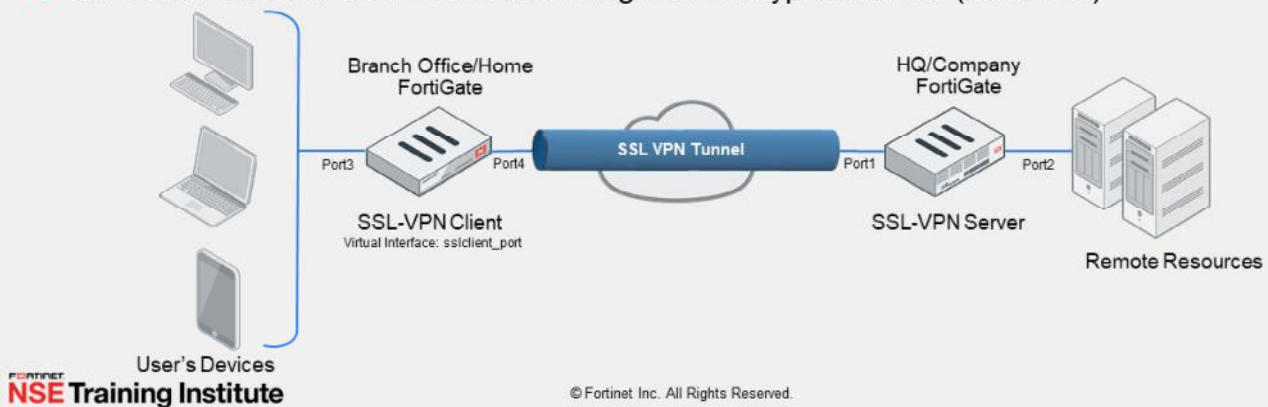 Branch Office/Home
FortiGate
HQ/Company
FortiGate
Port3
Port4
SSL VPN Tunnel
Port1
Port2
SSL-VPN Client
Virtual Interface: sslclient_port
SSL-VPN Server
Remote Resources
User's Devices
FORTINET
NSE Training Institute
© Fortinet Inc. All Rights Reserved.